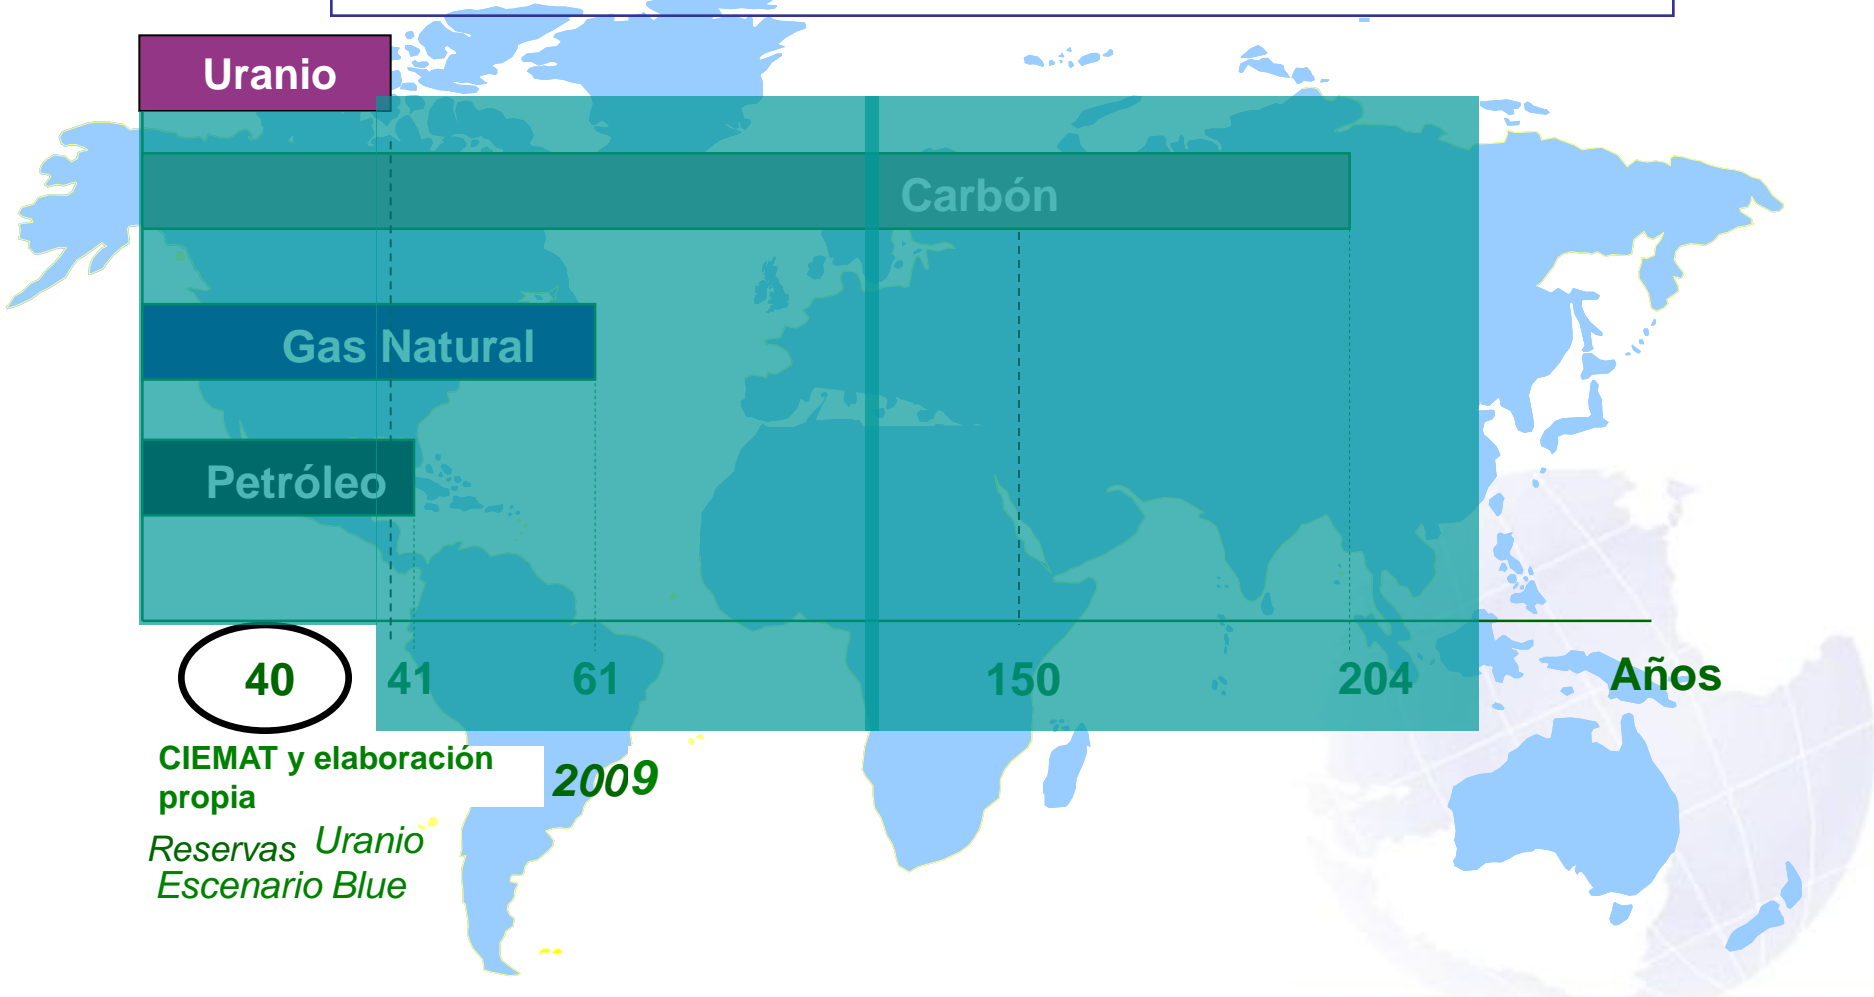 Uranio
Carbón
Gas Natural
Petróleo
40 41 61 150 204 Años
CIEMAT y elaboración
propia
2009
Reservas Uranio
Escenario Blue